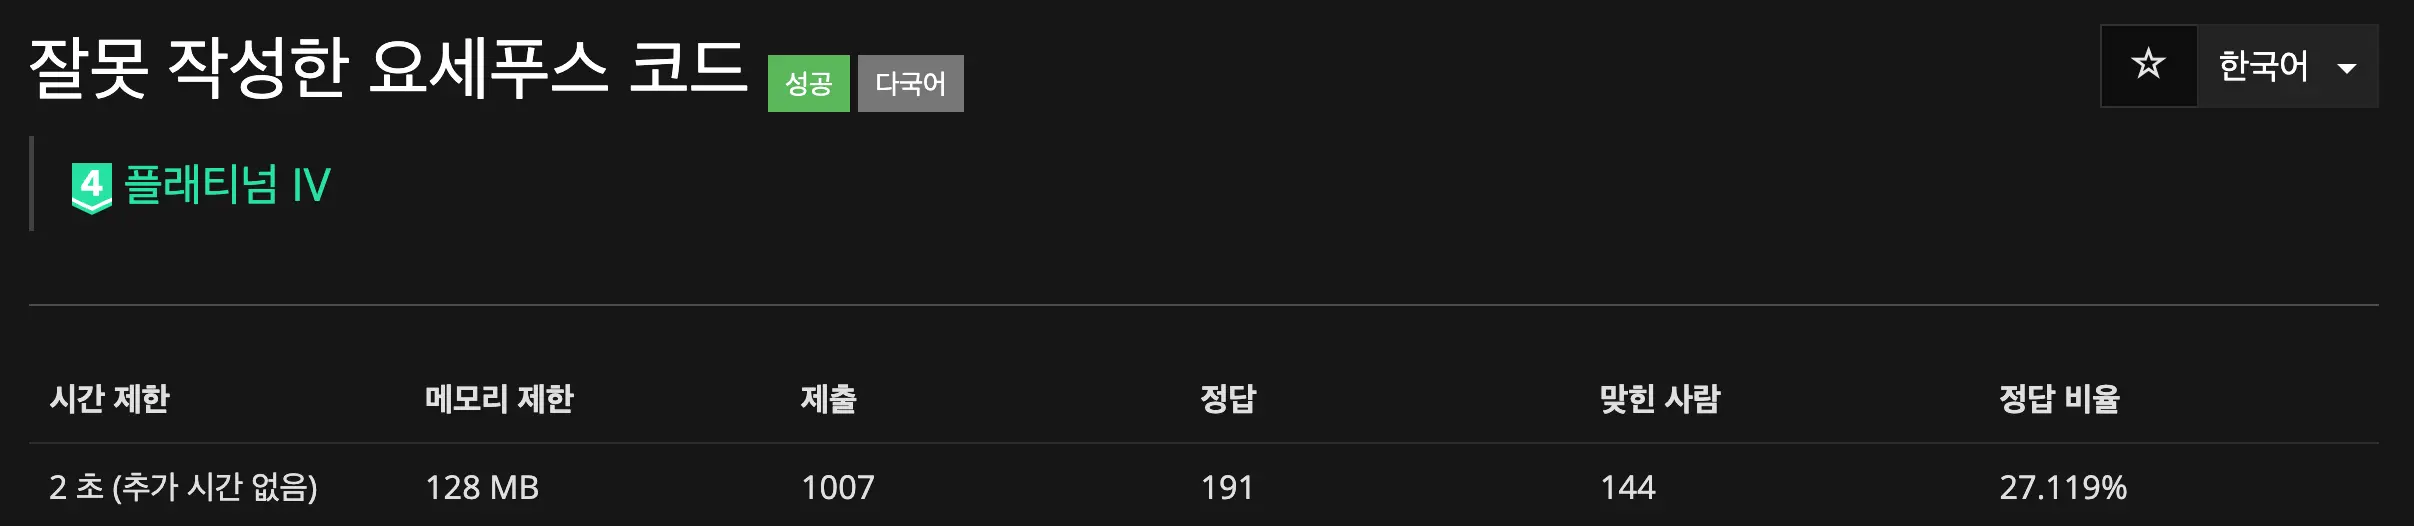 잘못 작성한 요세푸스 코드 성공 다국어 ☆ 한국어
4 플래티넘 IV
시간 제한 메모리 제한 제출 정답 맞힌 사람 정답 비율
2 초 (추가 시간 없음) 128 MB 1007 191 144 27.119%